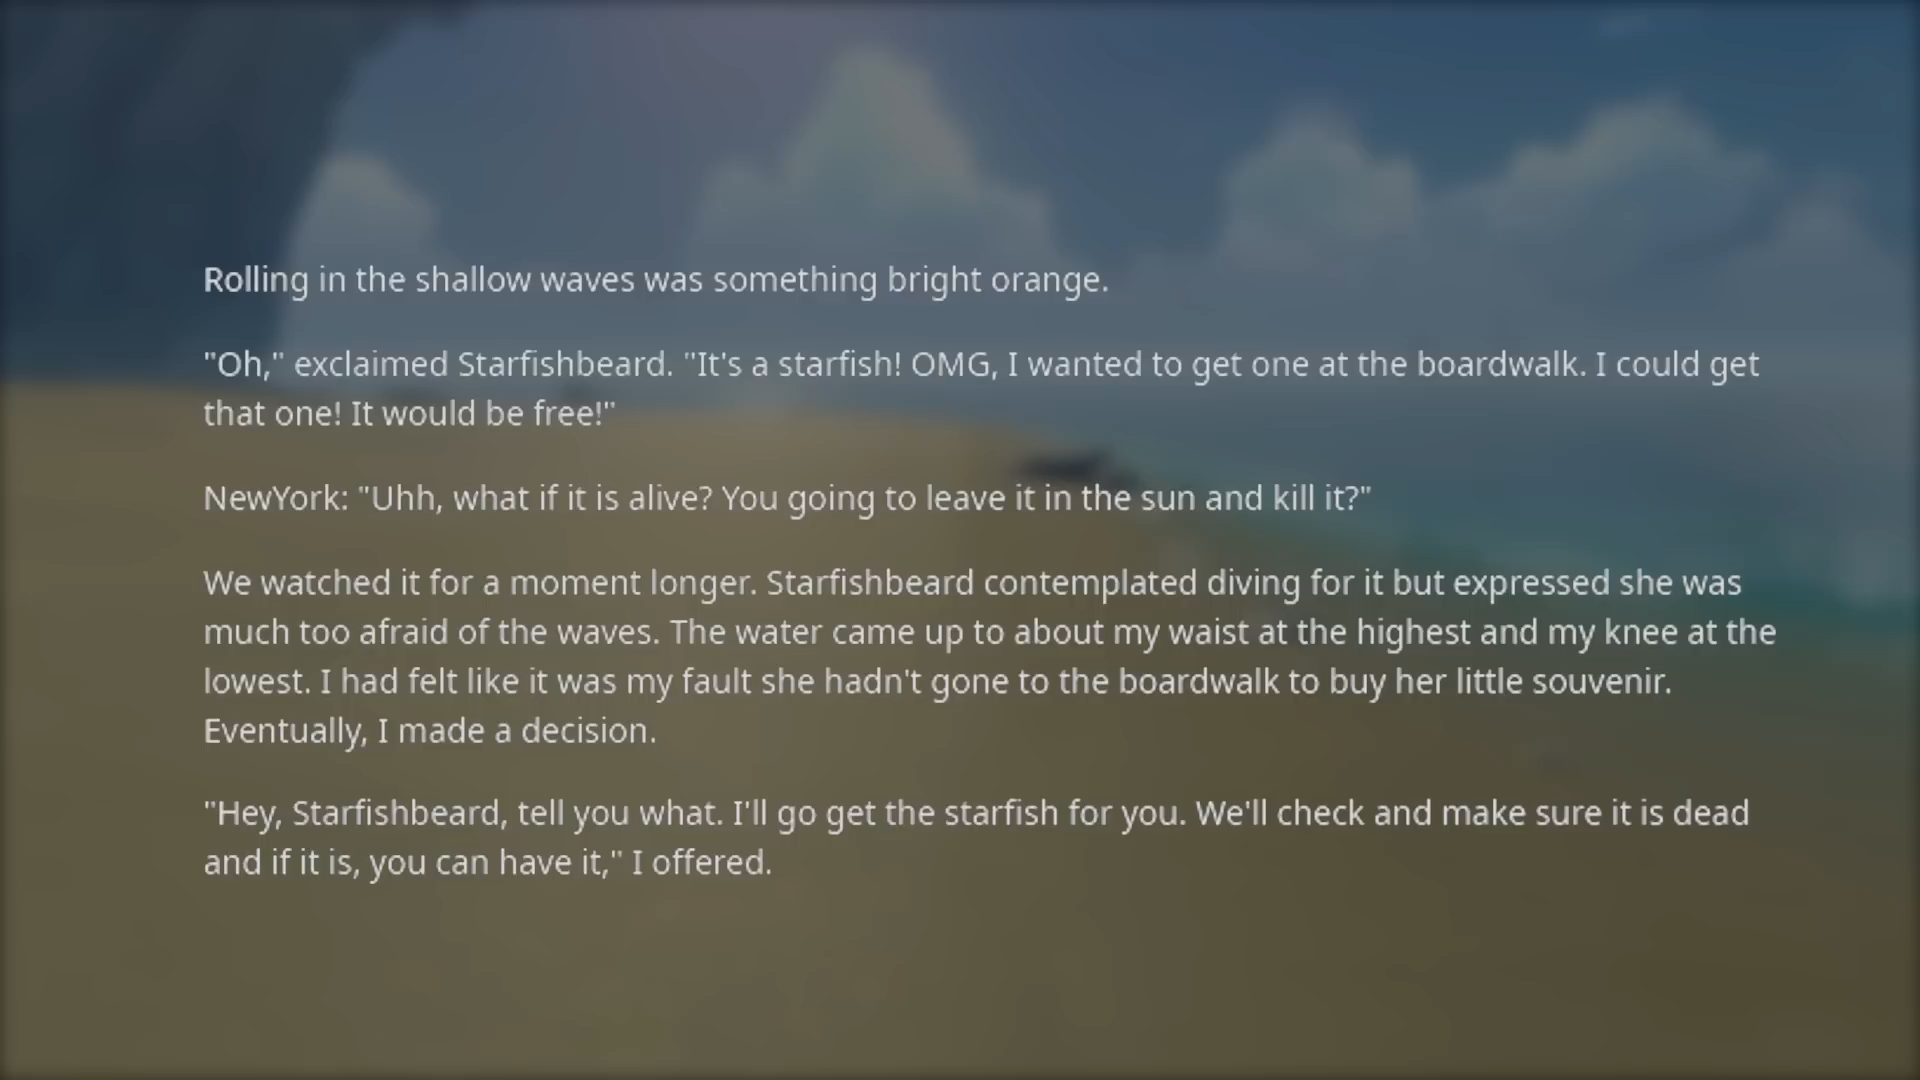 Rolling in the shallow waves was something bright orange.
"Oh," exclaimed Starfishbeard. "It's a starfish! OMG, I wanted to get one at the boardwalk. I could get
that one! It would be free!"
NewYork: "Uhh, what if it is alive? You going to leave it in the sun and kill it?"
We watched it for a moment longer. Starfishbeard contemplated diving for it but expressed she was
much too afraid of the waves. The water came up to about my waist at the highest and my knee at the
lowest. I had felt like it was my fault she hadn't gone to the boardwalk to buy her little souvenir.
Eventually, I made a decision.
"Hey, Starfishbeard, tell you what. I'll go get the starfish for you. We'll check and make sure it is dead
and if it is, you can have it," I offered.